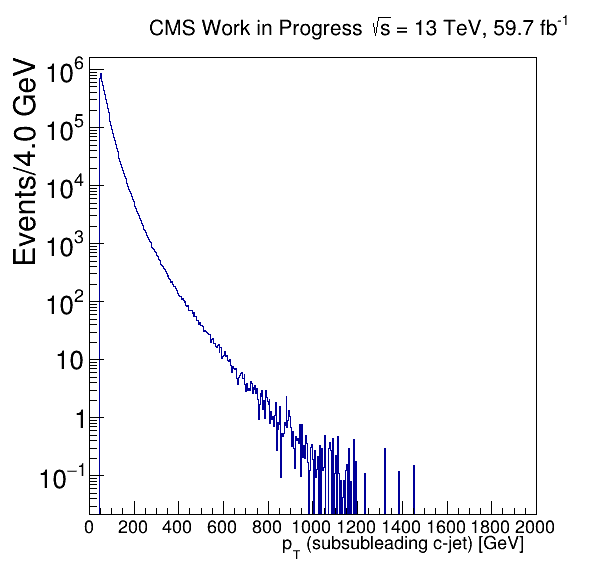 CMS Work in Progress √s = 13 TeV, 59.7 fb⁻¹
Events/4.0 GeV
10⁶
10⁵
10⁴
10³
10²
10
1
10⁻¹
0 200 400 600 800 1000 1200 1400 1600 1800 2000
p_T (subsubleading c-jet) [GeV]